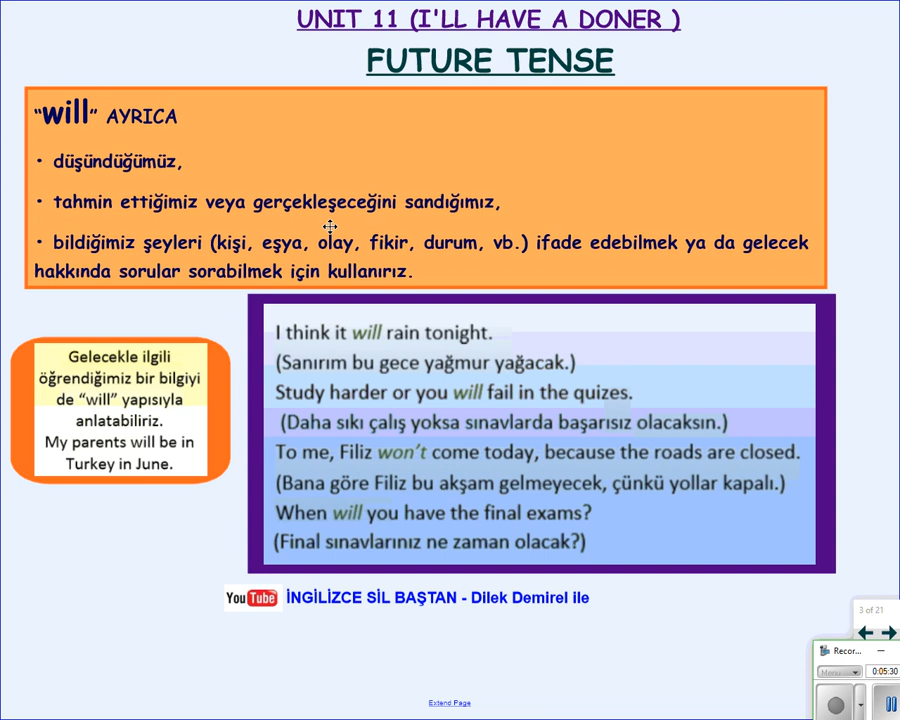 UNIT 11 (I'LL HAVE A DONER )
FUTURE TENSE
“will” AYRICA
• düşündüğümüz,
• tahmin ettiğimiz veya gerçekleşeceğini sandığımız,
• bildiğimiz şeyleri (kişi, eşya, olay, fikir, durum, vb.) ifade edebilmek ya da gelecek
hakkında sorular sorabilmek için kullanırız.
Gelecekle ilgili
öğrendiğimiz bir bilgiyi
de “will” yapısıyla
anlatabiliriz.
My parents will be in
Turkey in June.
I think it will rain tonight.
(Sanırım bu gece yağmur yağacak.)
Study harder or you will fail in the quizes.
(Daha sıkı çalış yoksa sınavlarda başarısız olacaksın.)
To me, Filiz won’t come today, because the roads are closed.
(Bana göre Filiz bu akşam gelmeyecek, çünkü yollar kapalı.)
When will you have the final exams?
(Final sınavlarınız ne zaman olacak?)
YouTube İNGİLİZCE SİL BAŞTAN - Dilek Demirel ile
3 of 21
Recor...
Menu
0:05:30
Extend Page